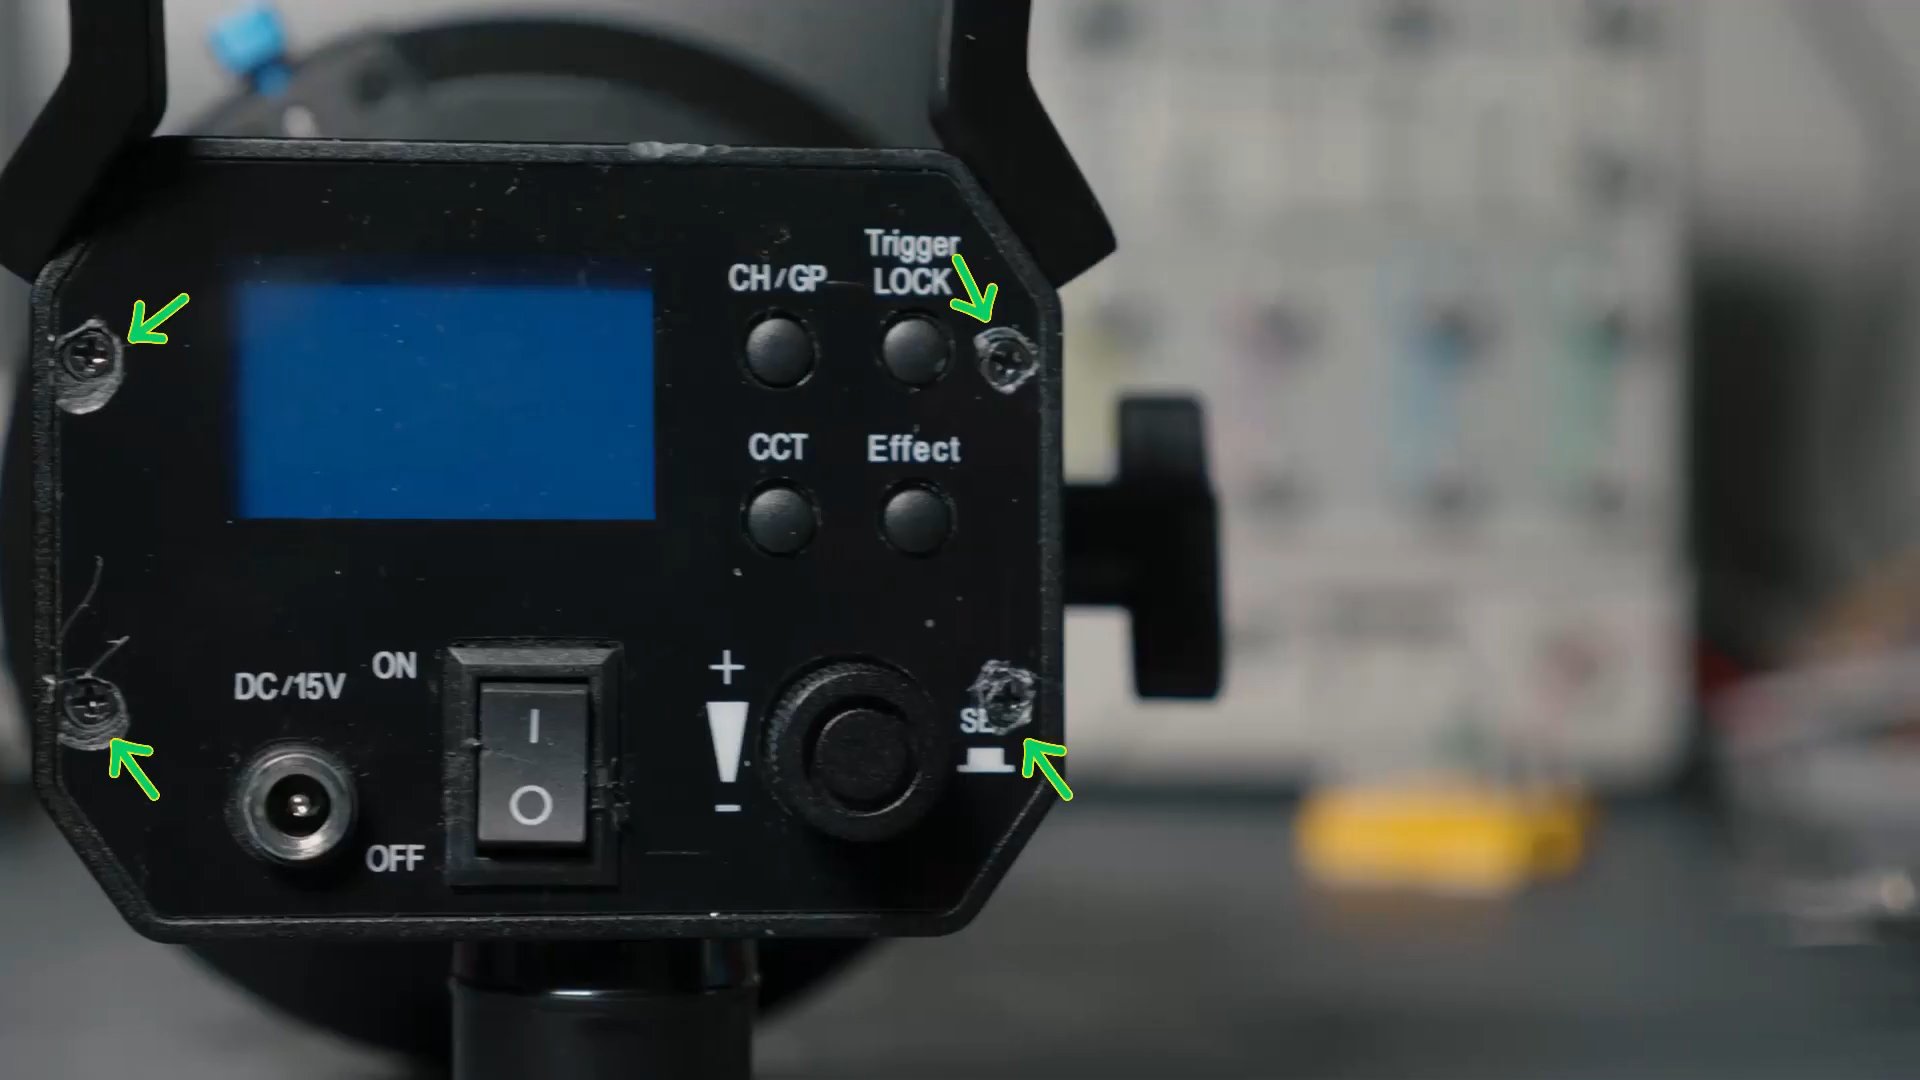 Trigger
CH/GP LOCK
CCT Effect
ON
DC/15V
+
I
O
-
OFF